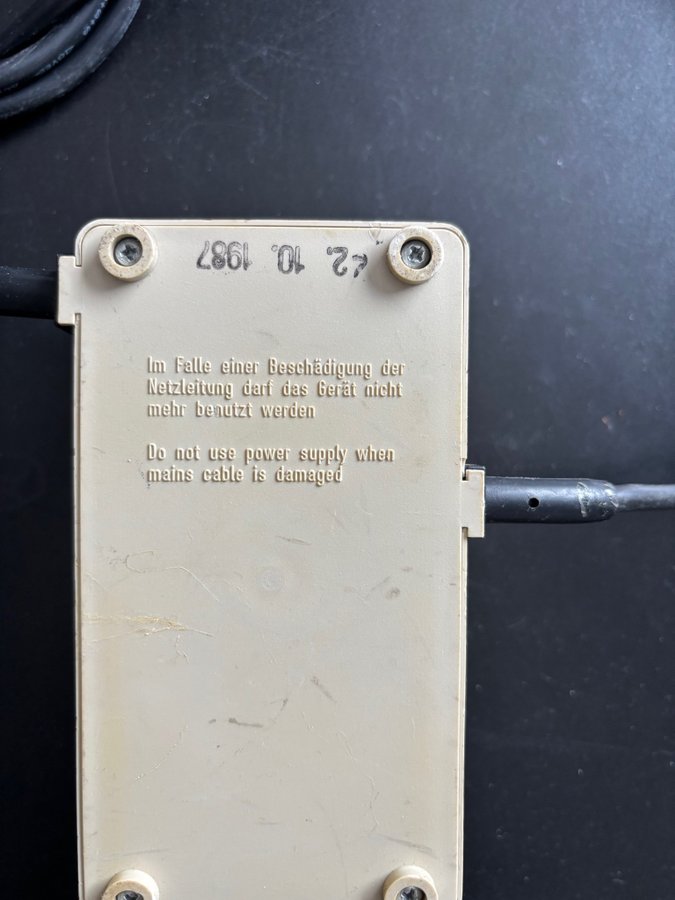 2. 10. 1987
Im Falle einer Beschädigung der
Netzleitung darf das Gerät nicht
mehr benutzt werden
Do not use power supply when
mains cable is damaged